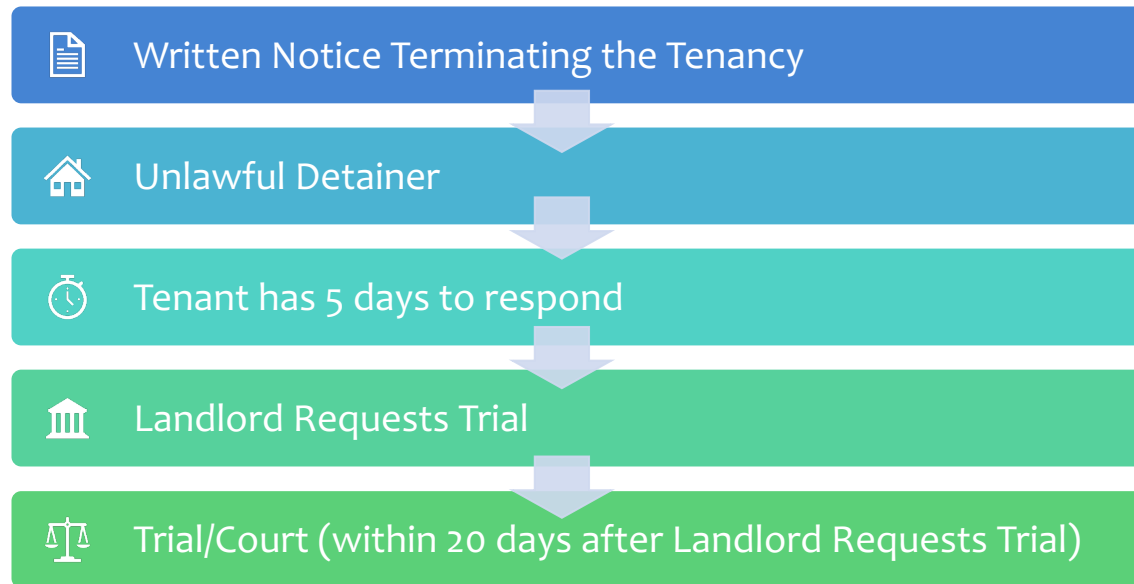 Written Notice Terminating the Tenancy
Unlawful Detainer
Tenant has 5 days to respond
Landlord Requests Trial
Trial/Court (within 20 days after Landlord Requests Trial)